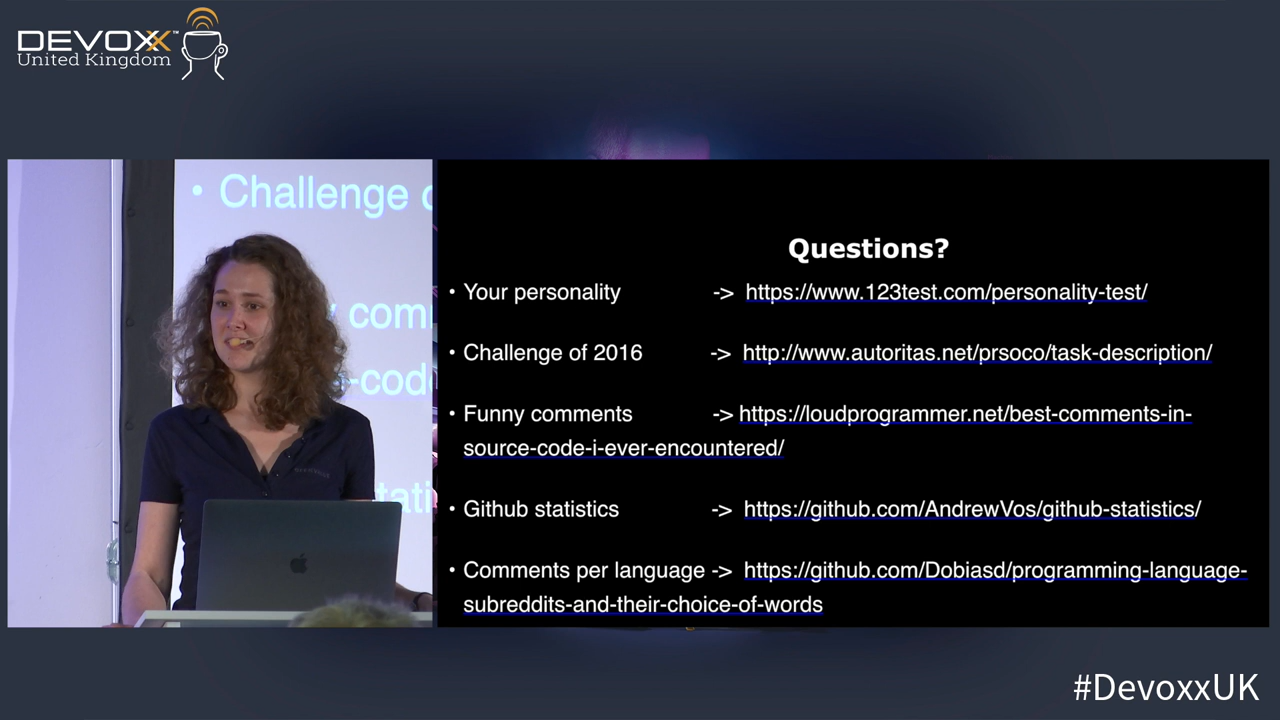 DEVOXX™
United Kingdom
• Challenge
com
-cod
tati
Questions?
• Your personality -> https://www.123test.com/personality-test/
• Challenge of 2016 -> http://www.autoritas.net/prsoco/task-description/
• Funny comments -> https://loudprogrammer.net/best-comments-in-
source-code-i-ever-encountered/
• Github statistics -> https://github.com/AndrewVos/github-statistics/
• Comments per language -> https://github.com/Dobiasd/programming-language-
subreddits-and-their-choice-of-words
#DevoxxUK